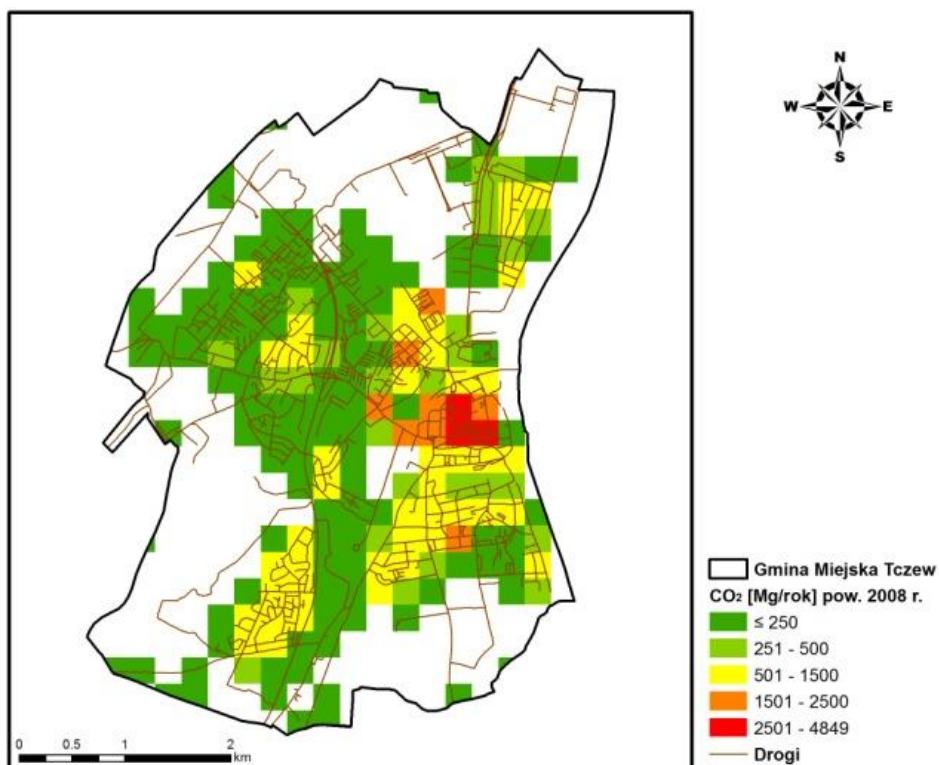 N
W E
S
Gmina Miejska Tczew
CO₂ [Mg/rok] pow. 2008 r.
≤ 250
251 - 500
501 - 1500
1501 - 2500
2501 - 4849
Drogi
0 0.5 1 2
km